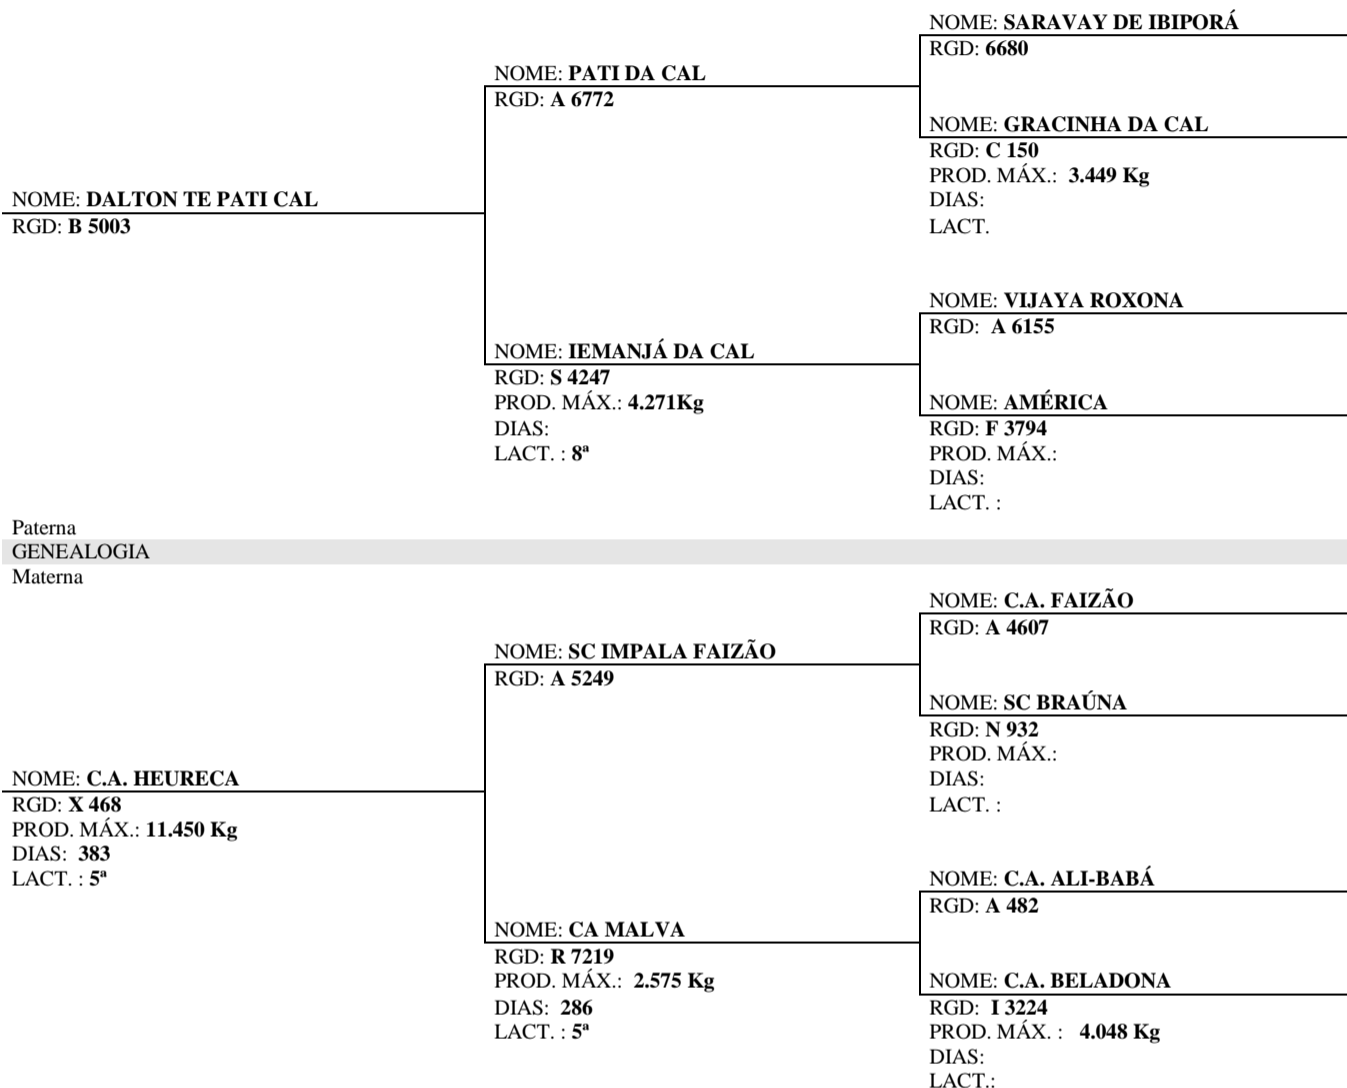 NOME: SARAVAY DE IBIPORÁ
RGD: 6680
NOME: PATI DA CAL
RGD: A 6772
NOME: GRACINHA DA CAL
RGD: C 150
PROD. MÁX.: 3.449 Kg
DIAS:
LACT.
NOME: DALTON TE PATI CAL
RGD: B 5003
NOME: VIJAYA ROXONA
RGD: A 6155
NOME: IEMANJÁ DA CAL
RGD: S 4247
PROD. MÁX.: 4.271Kg
DIAS:
LACT. : 8ª
NOME: AMÉRICA
RGD: F 3794
PROD. MÁX.:
DIAS:
LACT. :
Paterna
GENEALOGIA
Materna
NOME: C.A. FAIZÃO
RGD: A 4607
NOME: SC IMPALA FAIZÃO
RGD: A 5249
NOME: SC BRAÚNA
RGD: N 932
PROD. MÁX.:
DIAS:
LACT. :
NOME: C.A. HEURECA
RGD: X 468
PROD. MÁX.: 11.450 Kg
DIAS: 383
LACT. : 5ª
NOME: C.A. ALI-BABÁ
RGD: A 482
NOME: CA MALVA
RGD: R 7219
PROD. MÁX.: 2.575 Kg
DIAS: 286
LACT. : 5ª
NOME: C.A. BELADONA
RGD: I 3224
PROD. MÁX. : 4.048 Kg
DIAS:
LACT.: